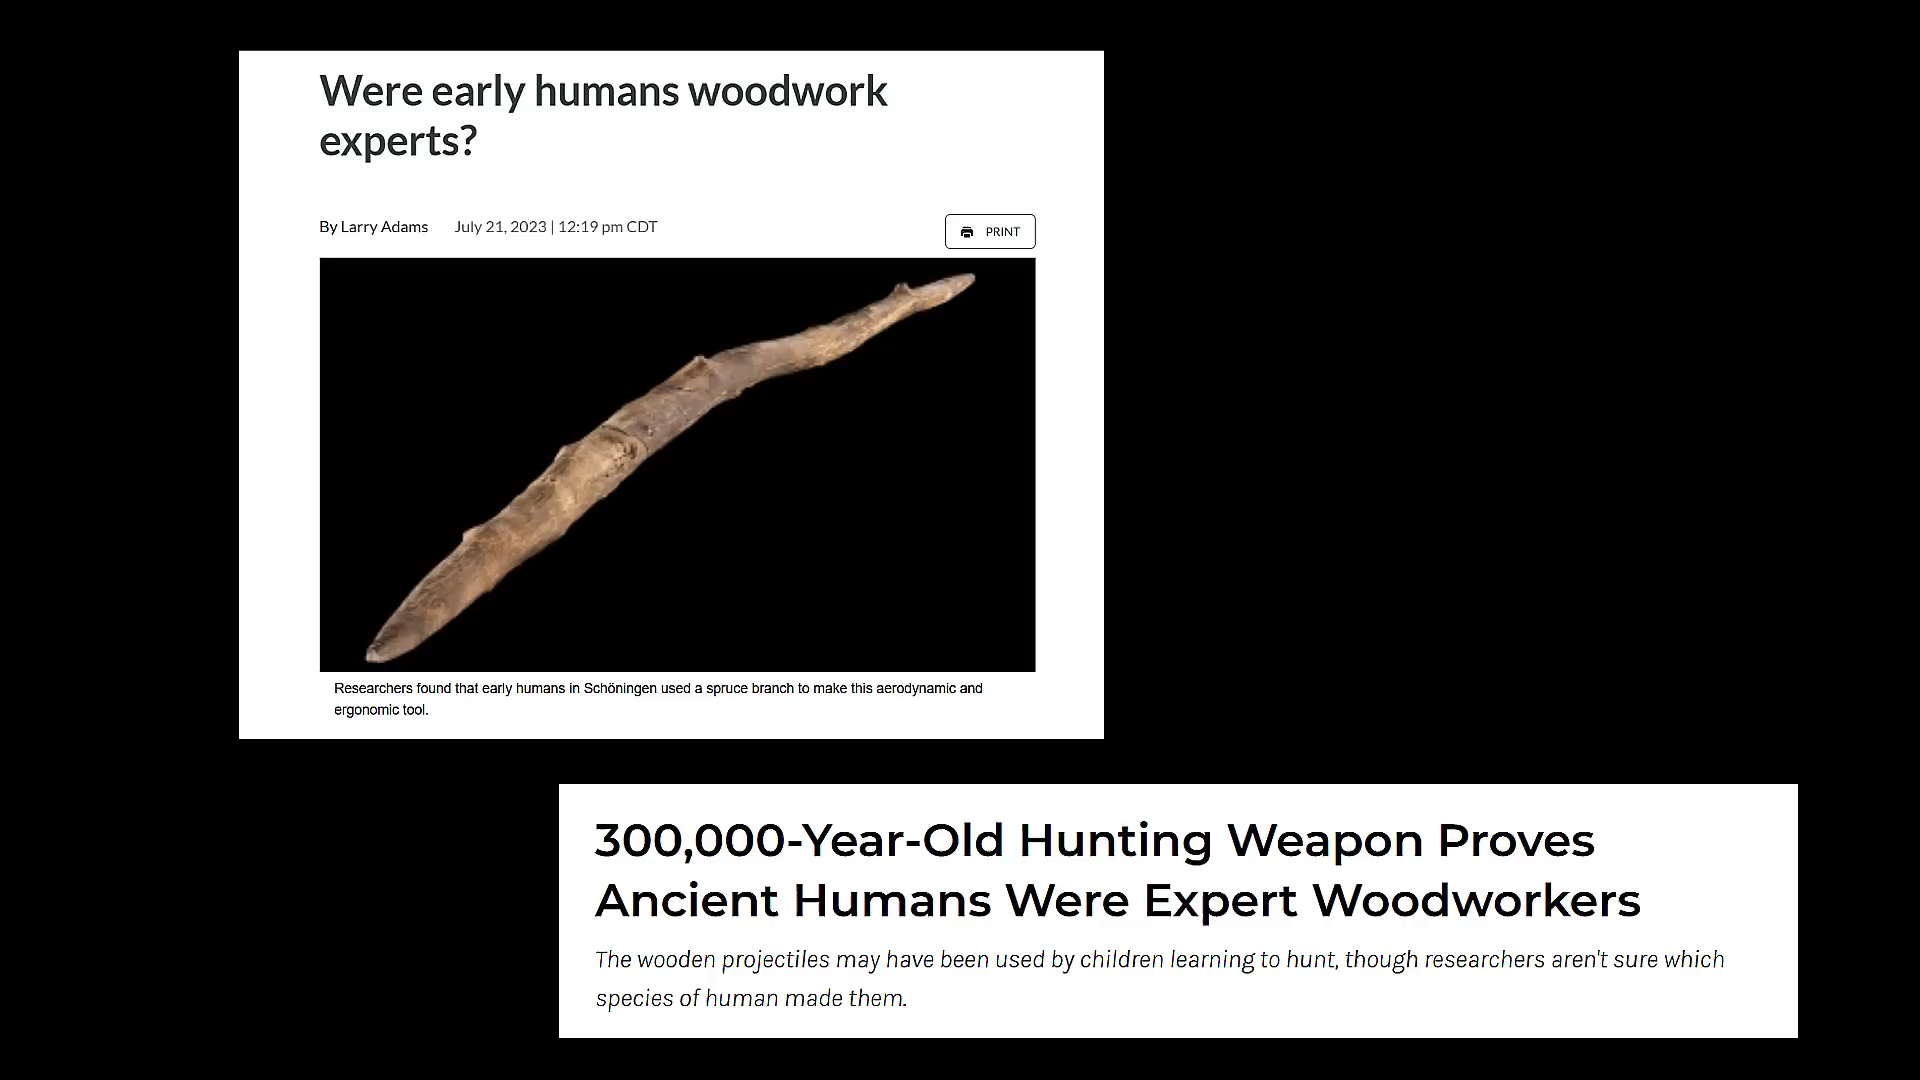 Were early humans woodwork
experts?
By Larry Adams July 21, 2023 | 12:19 pm CDT
PRINT
Researchers found that early humans in Schöningen used a spruce branch to make this aerodynamic and
ergonomic tool.
300,000-Year-Old Hunting Weapon Proves
Ancient Humans Were Expert Woodworkers
The wooden projectiles may have been used by children learning to hunt, though researchers aren't sure which
species of human made them.